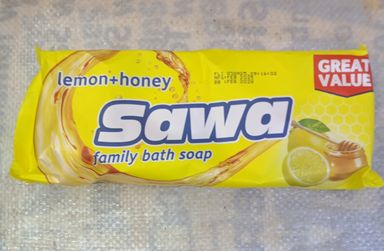 lemon+honey
GREAT
VALUE
sawa
family bath soap